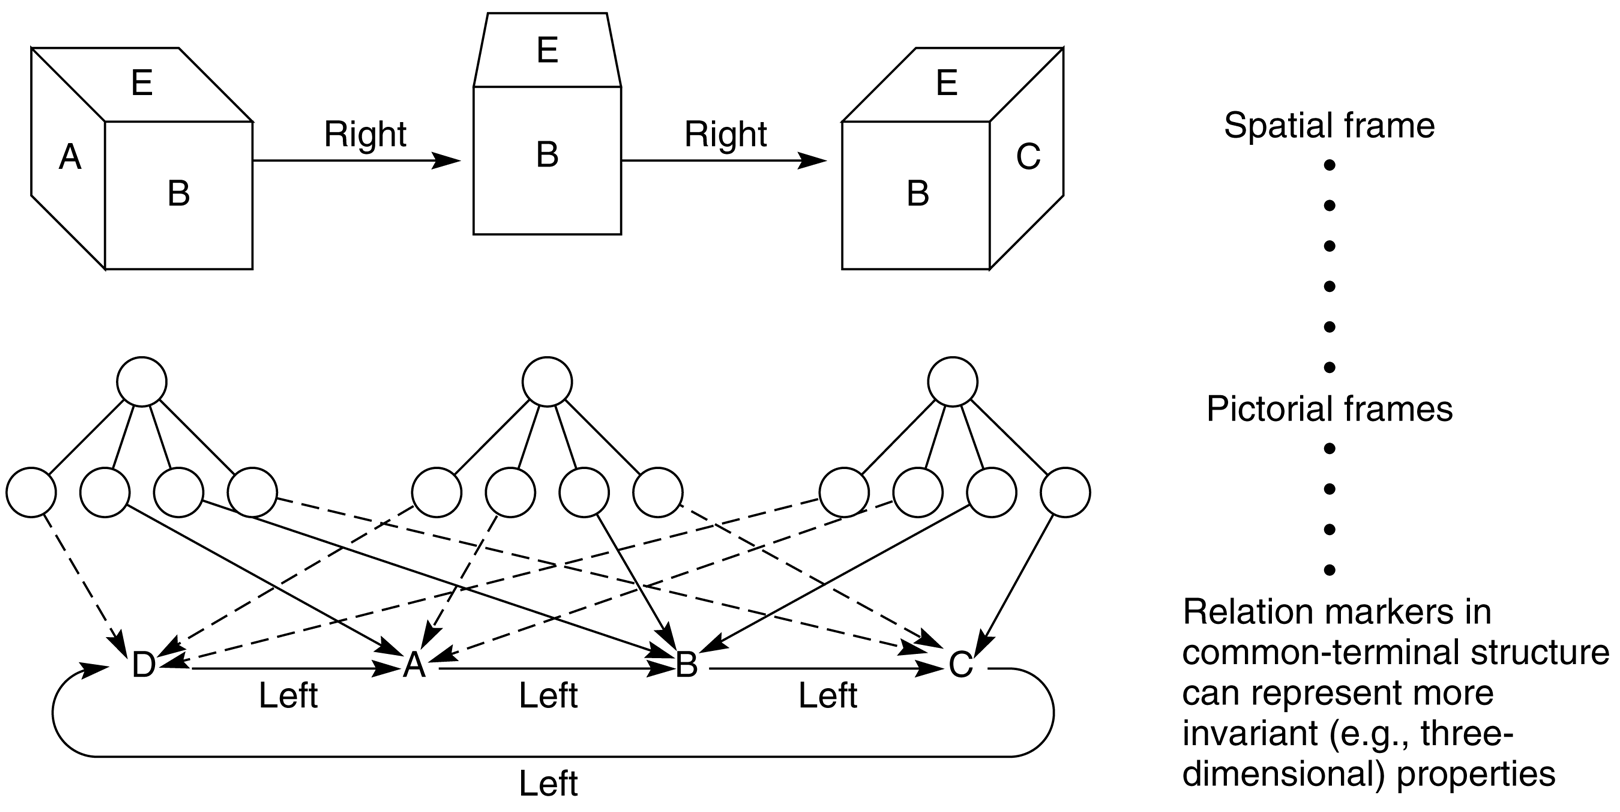 E
A
B
Right
E
B
Right
E
B
C
Spatial frame
Pictorial frames
D
A
B
C
Left
Left
Left
Left
Relation markers in
common-terminal structure
can represent more
invariant (e.g., three-
dimensional) properties